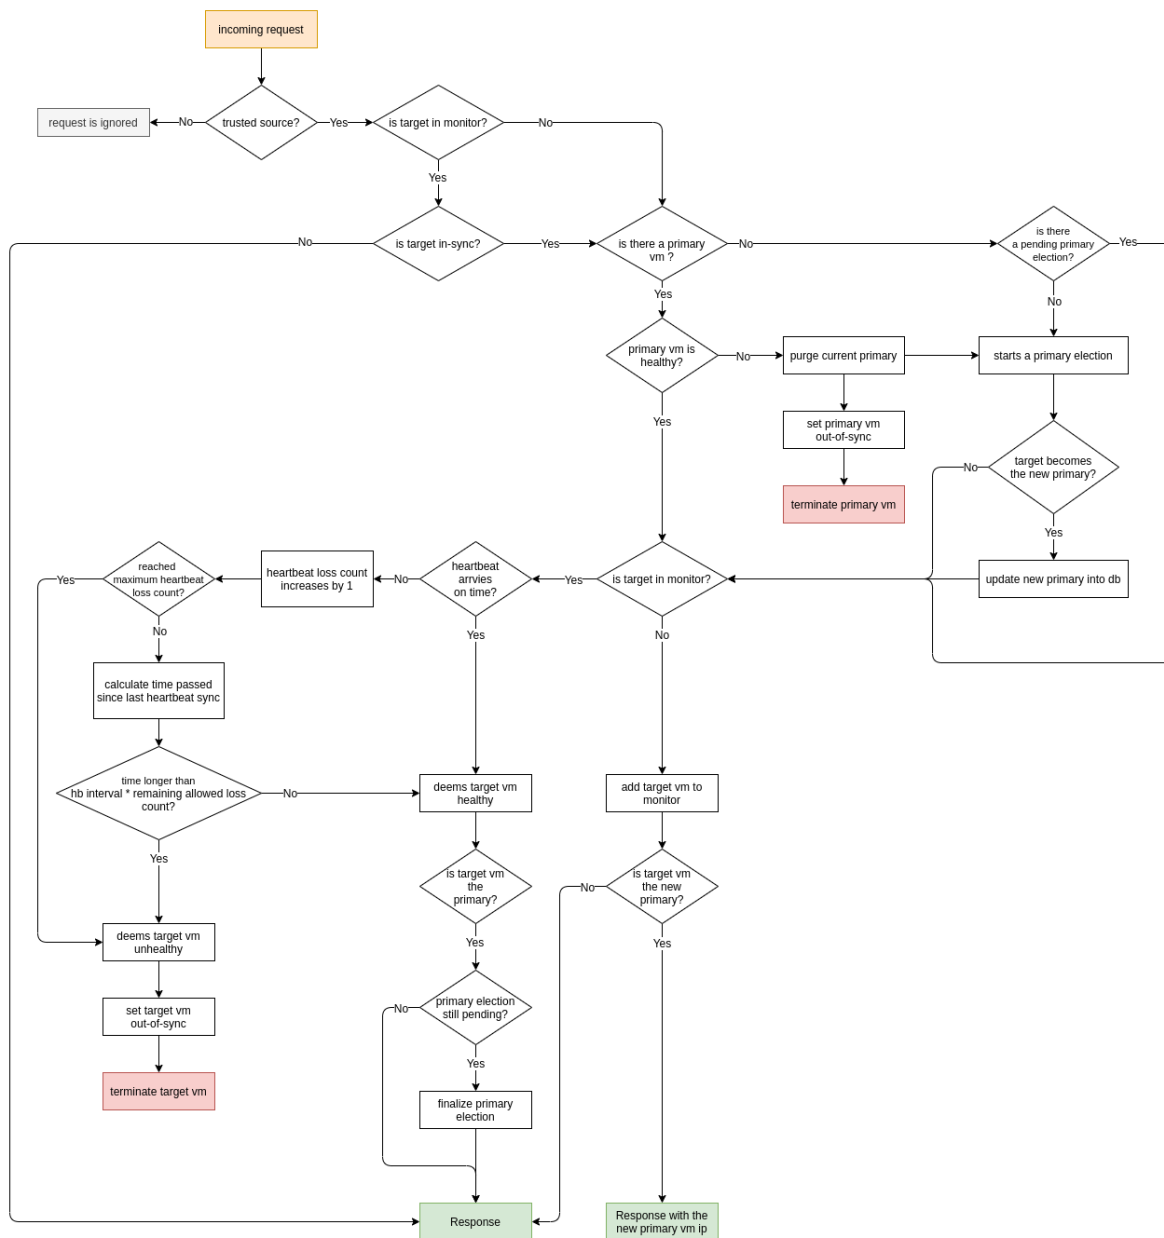 incoming request
request is ignored
No
trusted source?
Yes
is target in monitor?
No
Yes
No
is target in-sync?
Yes
is there a primary
vm ?
No
is there
a pending primary
election?
Yes
Yes
No
primary vm is
healthy?
No
purge current primary
starts a primary election
Yes
set primary vm
out-of-sync
No
target becomes
the new primary?
terminate primary vm
Yes
Yes
reached
maximum heartbeat
loss count?
heartbeat loss count
increases by 1
No
heartbeat
arrvies
on time?
Yes
is target in monitor?
update new primary into db
No
Yes
No
calculate time passed
since last heartbeat sync
time longer than
hb interval * remaining allowed loss
count?
No
deems target vm
healthy
add target vm to
monitor
Yes
is target vm
the
primary?
No
is target vm
the new
primary?
deems target vm
unhealthy
Yes
Yes
set target vm
out-of-sync
No
primary election
still pending?
Yes
terminate target vm
finalize primary
election
Response
Response with the
new primary vm ip